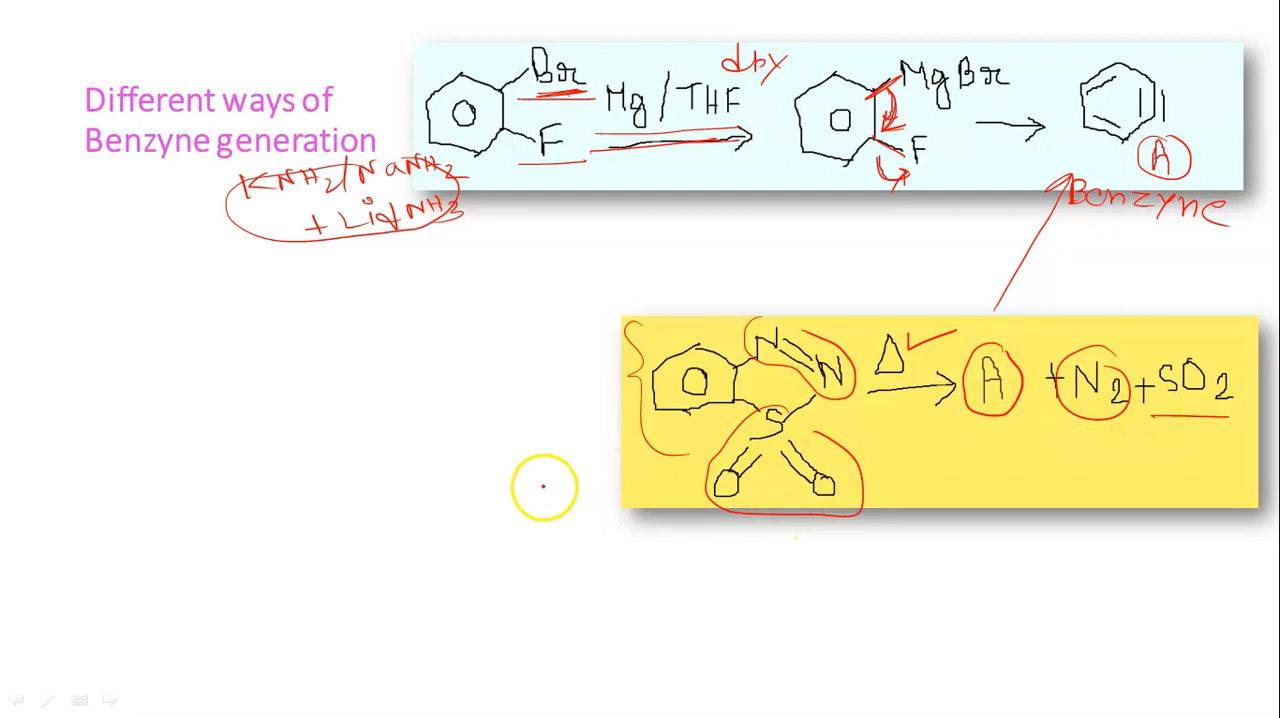 Different ways of
Benzyne generation
KNH2/NaNH2
+ Liq NH3
Br
F
Mg/THF
dry
MgBr
F
A
Benzyne
N
N
S
Δ
A + N2 + SO2